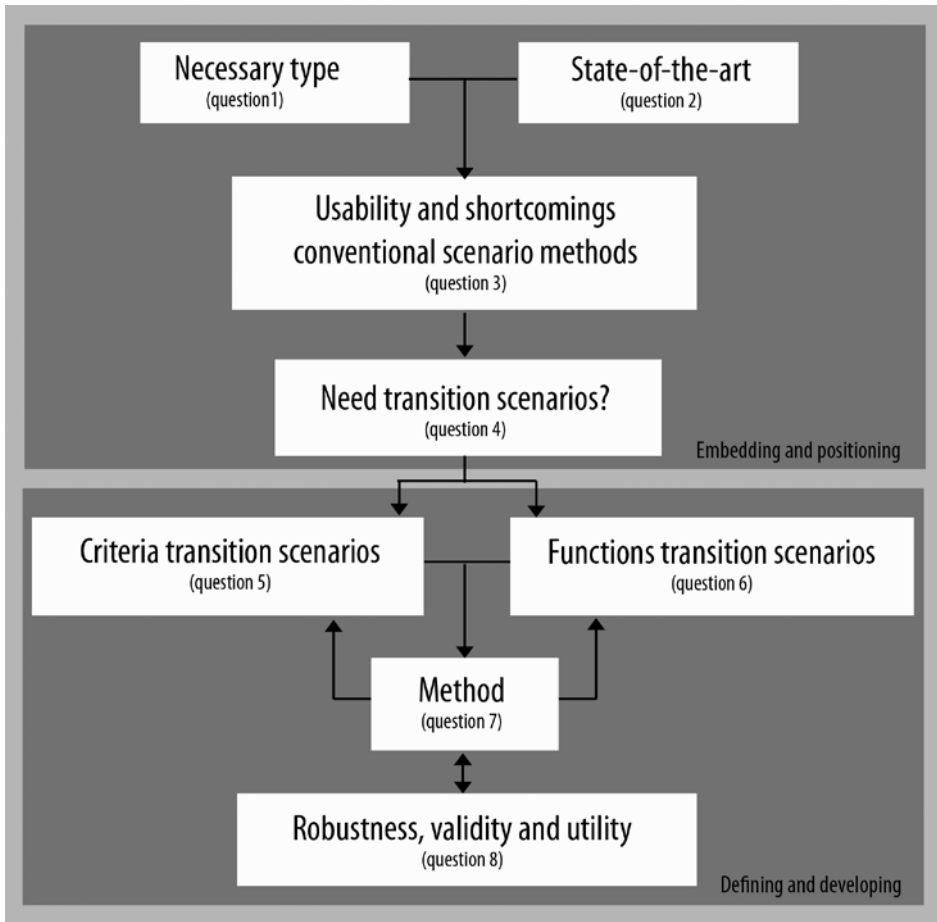 Necessary type
(question1)
State-of-the-art
(question 2)
Usability and shortcomings
conventional scenario methods
(question 3)
Need transition scenarios?
(question 4)
Embedding and positioning
Criteria transition scenarios
(question 5)
Functions transition scenarios
(question 6)
Method
(question 7)
Robustness, validity and utility
(question 8)
Defining and developing